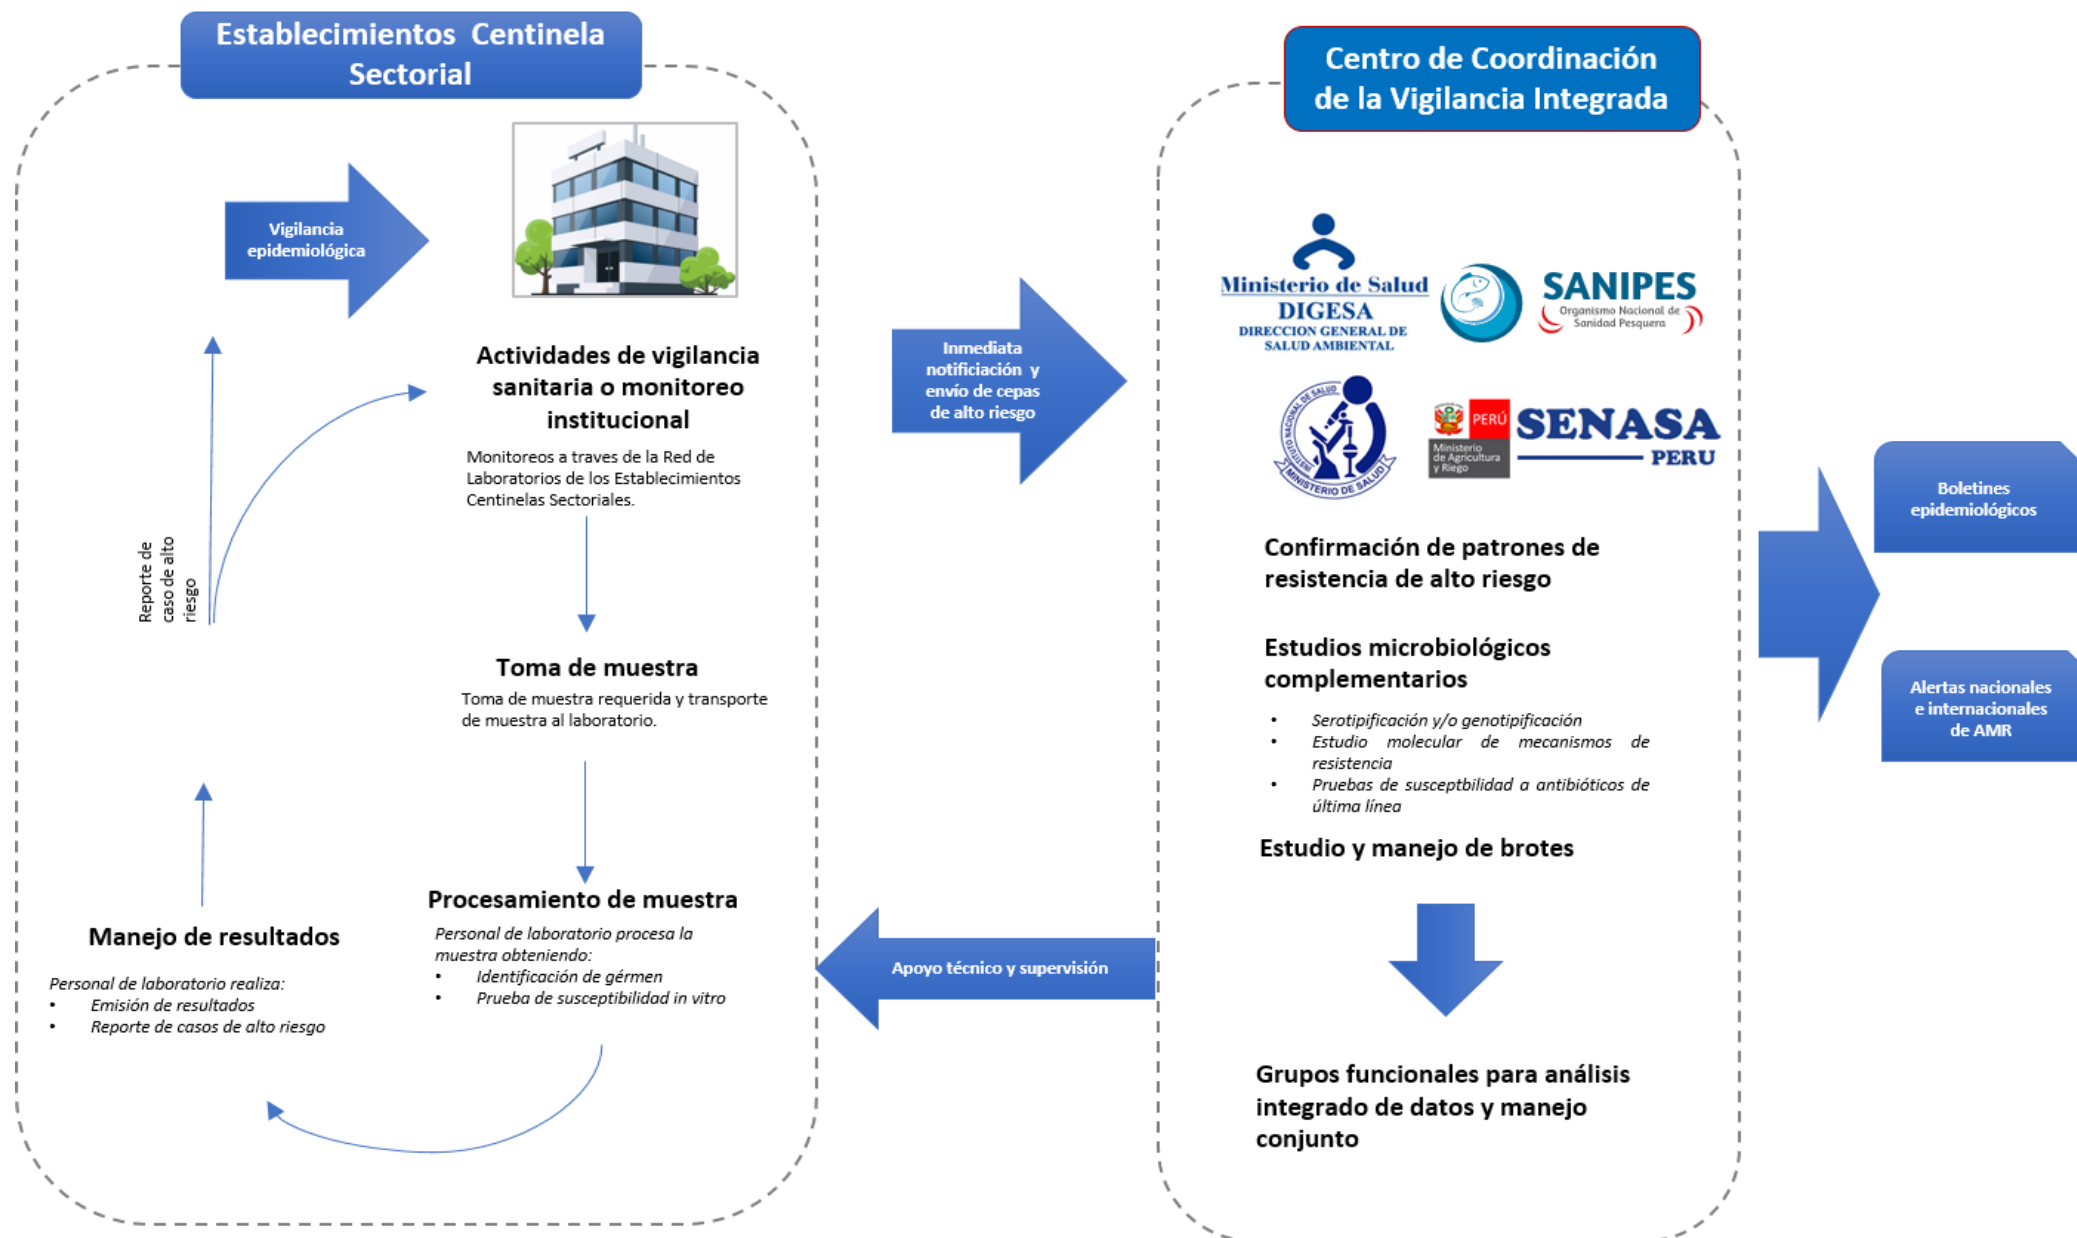 Establecimientos Centinela
Sectorial
Vigilancia
epidemiológica
Actividades de vigilancia
sanitaria o monitoreo
institucional
Monitoreos a traves de la Red de
Laboratorios de los Establecimientos
Centinelas Sectoriales.
Reporte de
caso de alto
riesgo
Toma de muestra
Toma de muestra requerida y transporte
de muestra al laboratorio.
Procesamiento de muestra
Personal de laboratorio procesa la
muestra obteniendo:
• Identificación de gérmen
• Prueba de susceptibilidad in vitro
Manejo de resultados
Personal de laboratorio realiza:
• Emisión de resultados
• Reporte de casos de alto riesgo
Inmediata
notificiación y
envío de cepas
de alto riesgo
Apoyo técnico y supervisión
Centro de Coordinación
de la Vigilancia Integrada
Ministerio de Salud
DIGESA
DIRECCION GENERAL DE
SALUD AMBIENTAL
SANIPES
Organismo Nacional de
Sanidad Pesquera
INSTITUTO NACIONAL DE SALUD
MINISTERIO DE SALUD
PERÚ
Ministerio
de Agricultura
y Riego
SENASA
PERU
Confirmación de patrones de
resistencia de alto riesgo
Estudios microbiológicos
complementarios
• Serotipificación y/o genotipificación
• Estudio molecular de mecanismos de
resistencia
• Pruebas de susceptbilidad a antibióticos de
última línea
Estudio y manejo de brotes
Grupos funcionales para análisis
integrado de datos y manejo
conjunto
Boletines
epidemiológicos
Alertas nacionales
e internacionales
de AMR